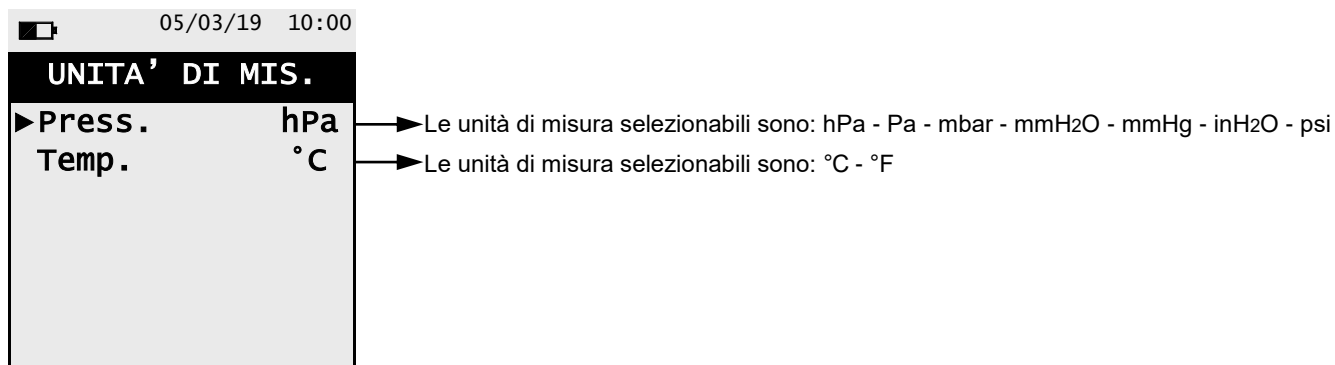 05/03/19 10:00
UNITA’ DI MIS.
►Press. hPa
Le unità di misura selezionabili sono: hPa - Pa - mbar - mmH2O - mmHg - inH2O - psi
Temp. °C
Le unità di misura selezionabili sono: °C - °F